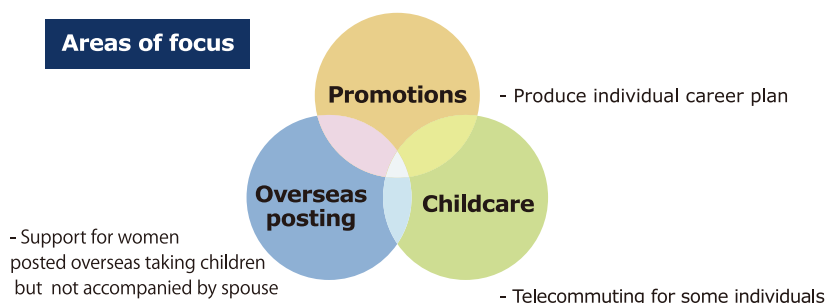 Areas of focus
Promotions
- Produce individual career plan
Overseas
posting
Childcare
- Support for women
posted overseas taking children
but not accompanied by spouse
- Telecommuting for some individuals